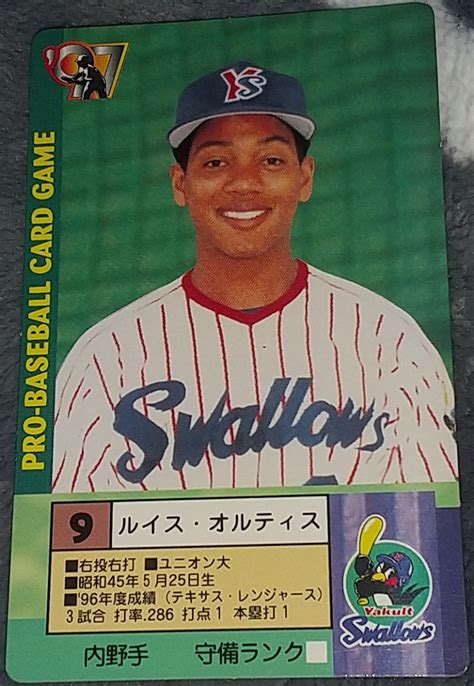 '97
YS
PRO-BASEBALL CARD GAME
Swallows
9 ルイス・オルティス
■右投右打 ■ユニオン大
■昭和45年5月25日生
■'96年度成績(テキサス・レンジャース)
3試合 打率.286 打点1 本塁打1
Yakult
Swallows
内野手 守備ランク